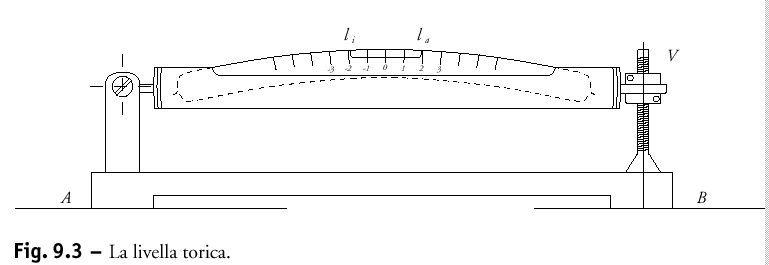 l i l a
V
-3 -2 -1 0 1 2 3
A B
Fig. 9.3 – La livella torica.